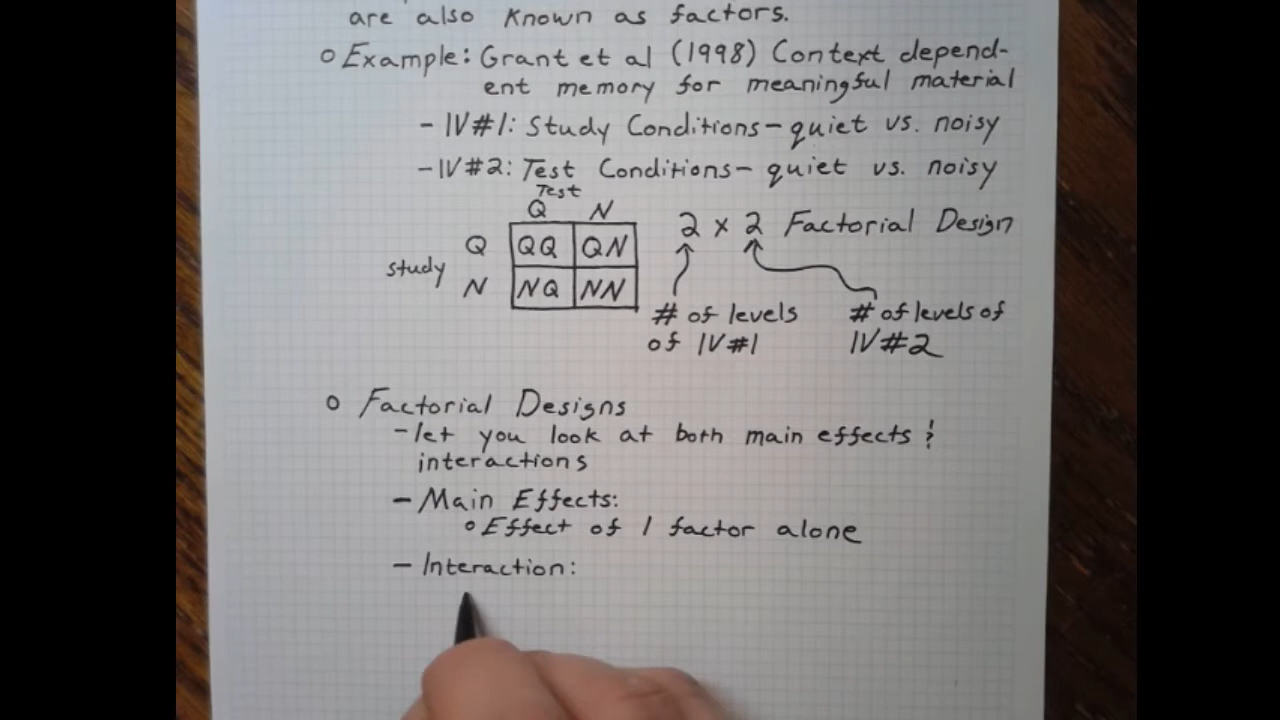 are also known as factors.
o Example: Grant et al (1998) Context depend-
ent memory for meaningful material
- IV#1: Study Conditions - quiet vs. noisy
- IV#2: Test Conditions - quiet vs. noisy
Test
Q N
Q QQ QN
study
N NQ NN
2 x 2 Factorial Design
# of levels
of IV#1
# of levels of
IV#2
o Factorial Designs
- let you look at both main effects &
interactions
- Main Effects:
o Effect of 1 factor alone
- Interaction: